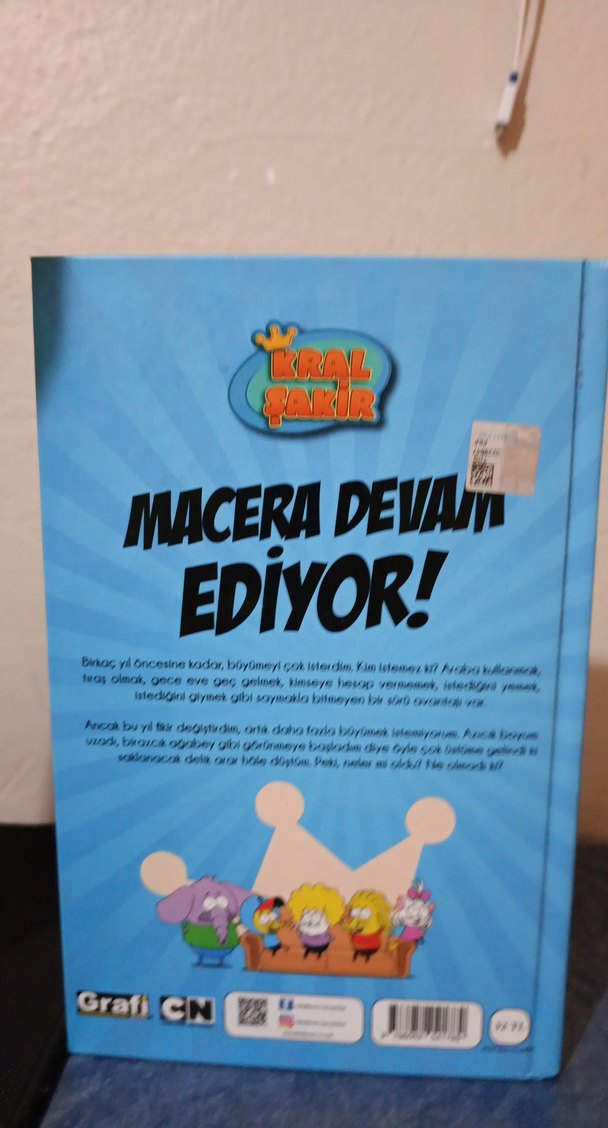 KRAL
ŞAKİR
MACERA DEVAM
EDİYOR!
Birkaç yıl öncesine kadar, büyümeyi çok isterdim. Kim istemez ki? Araba kullanmak,
tıraş olmak, gece eve geç gelmek, kimseye hesap vermemek, istediğini yemek,
istediğini giymek gibi saymakla bitmeyen bir sürü avantajı var.
Ancak bu yıl fikir değiştirdim, artık daha fazla büyümek istemiyorum. Azıcık boyum
uzadı, birazcık ağabey gibi görünmeye başladım diye öyle çok üstüme gelindi ki
saklanacak delik arar hâle düştüm. Peki, neler mi oldu? Ne olmadı ki?
Grafi CN